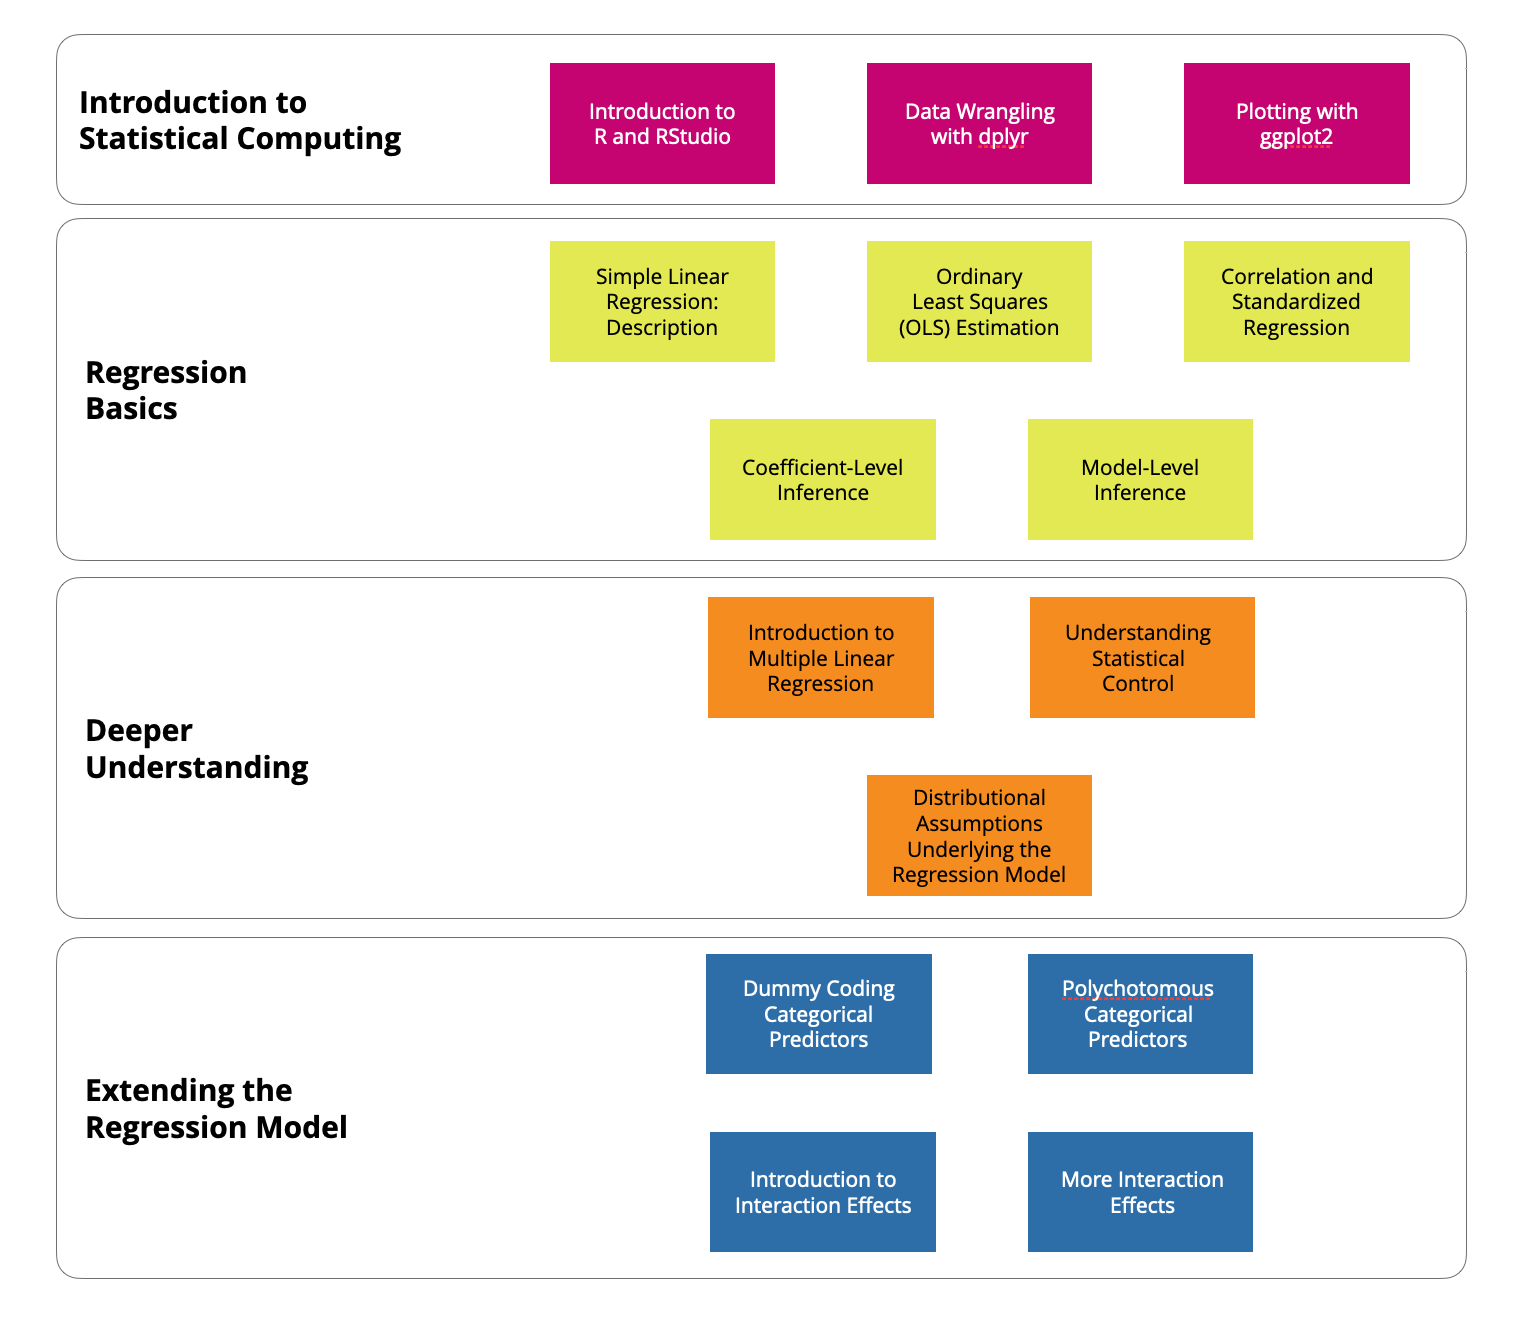 Introduction to
Statistical Computing
Introduction to
R and RStudio
Data Wrangling
with dplyr
Plotting with
ggplot2
Regression
Basics
Simple Linear
Regression:
Description
Ordinary
Least Squares
(OLS) Estimation
Correlation and
Standardized
Regression
Coefficient-Level
Inference
Model-Level
Inference
Deeper
Understanding
Introduction to
Multiple Linear
Regression
Understanding
Statistical
Control
Distributional
Assumptions
Underlying the
Regression Model
Extending the
Regression Model
Dummy Coding
Categorical
Predictors
Polychotomous
Categorical
Predictors
Introduction to
Interaction Effects
More Interaction
Effects